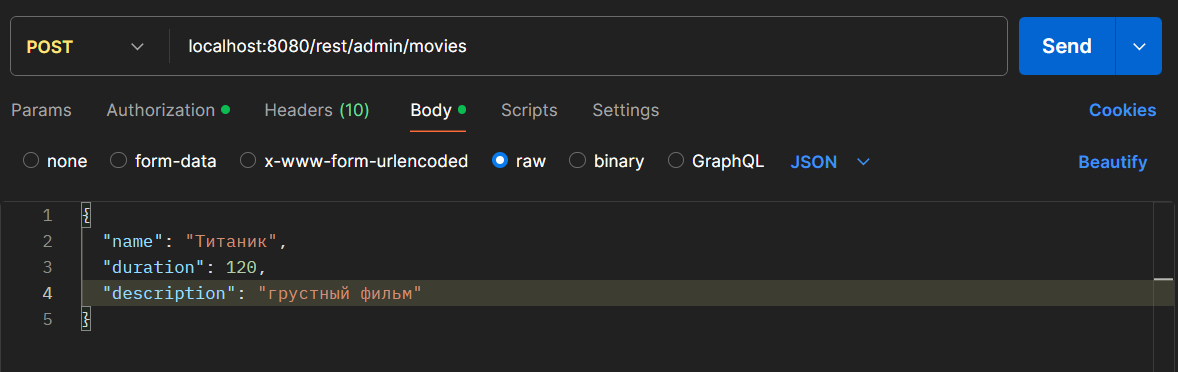 POST localhost:8080/rest/admin/movies Send
Params Authorization Headers (10) Body Scripts Settings Cookies
none form-data x-www-form-urlencoded raw binary GraphQL JSON Beautify
1 {
2 "name": "Титаник",
3 "duration": 120,
4 "description": "грустный фильм"
5 }